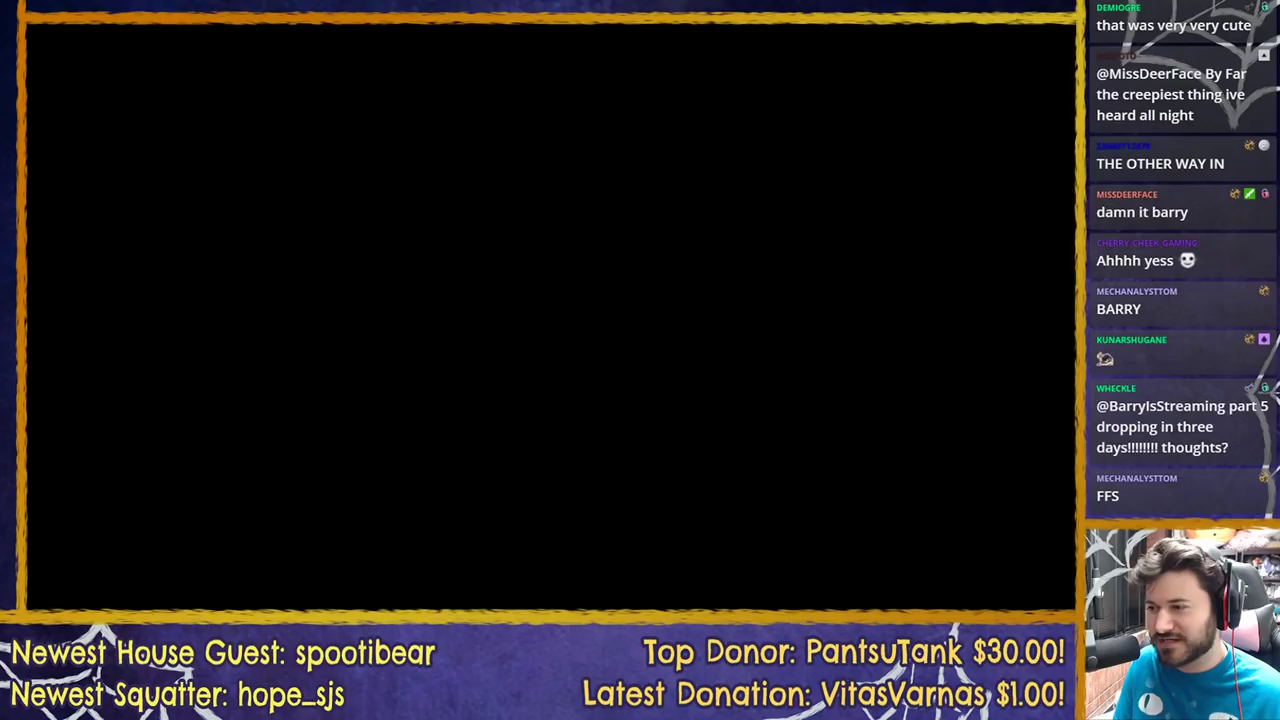 DEMIOGRE
that was very very cute
@MissDeerFace By Far
the creepiest thing ive
heard all night
THE OTHER WAY IN
MISSDEERFACE
damn it barry
CHERRY_CHEEK_GAMING
Ahhhh yess
MECHANALYSTTOM
BARRY
KUNARSHUGANE
WHECKLE
@BarryIsStreaming part 5
dropping in three
days!!!!!!!! thoughts?
MECHANALYSTTOM
FFS
Newest House Guest: spootibear
Newest Squatter: hope_sjs
Top Donor: PantsuTank $30.00!
Latest Donation: VitasVarnas $1.00!